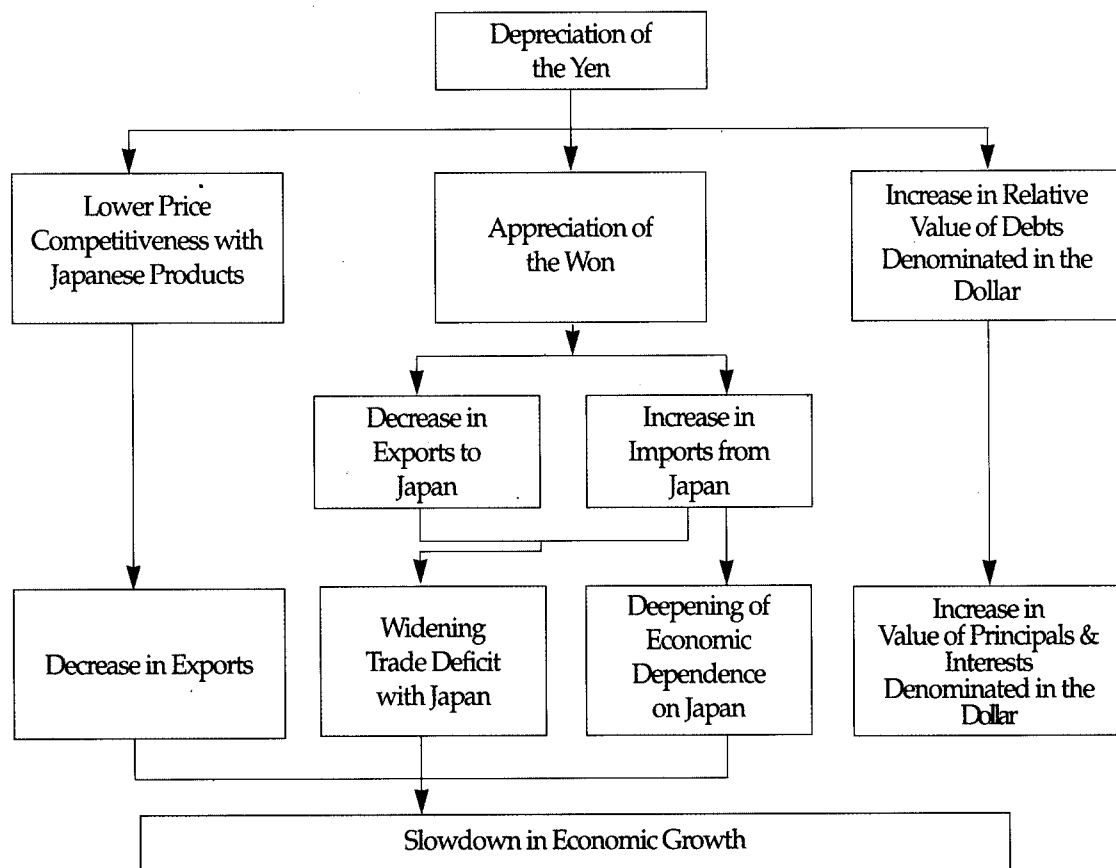 Depreciation of
the Yen
Lower Price
Competitiveness with
Japanese Products
Appreciation of
the Won
Increase in Relative
Value of Debts
Denominated in the
Dollar
Decrease in
Exports to
Japan
Increase in
Imports from
Japan
Decrease in Exports
Widening
Trade Deficit
with Japan
Deepening of
Economic
Dependence
on Japan
Increase in
Value of Principals &
Interests
Denominated in the
Dollar
Slowdown in Economic Growth